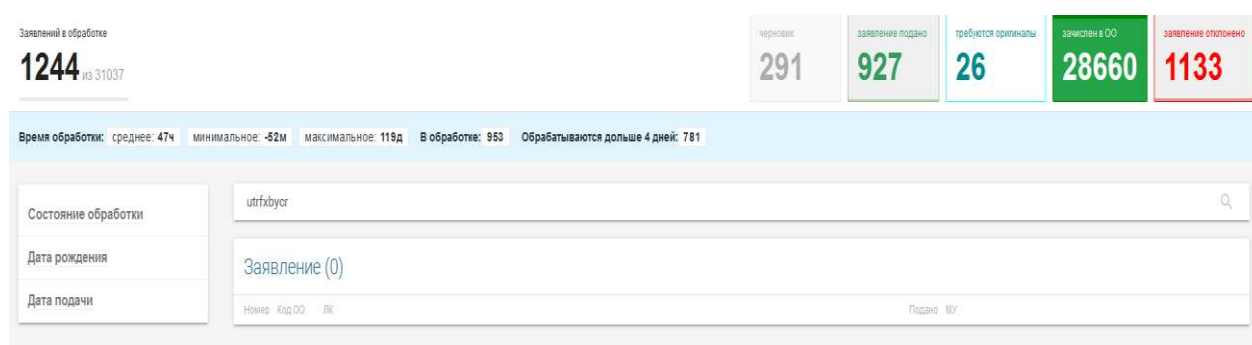 Заявлений в обработке
1244 из 31037
черновик
291
заявление подано
927
требуются оригиналы
26
зачислен в ОО
28660
заявление отклонено
1133
Время обработки: среднее: 47ч минимальное: -52м максимальное: 119д В обработке: 953 Обрабатываются дольше 4 дней: 781
Состояние обработки
Дата рождения
Дата подачи
utrfxbycr
Заявление (0)
Номер Код ОО ЛК Подано МУ